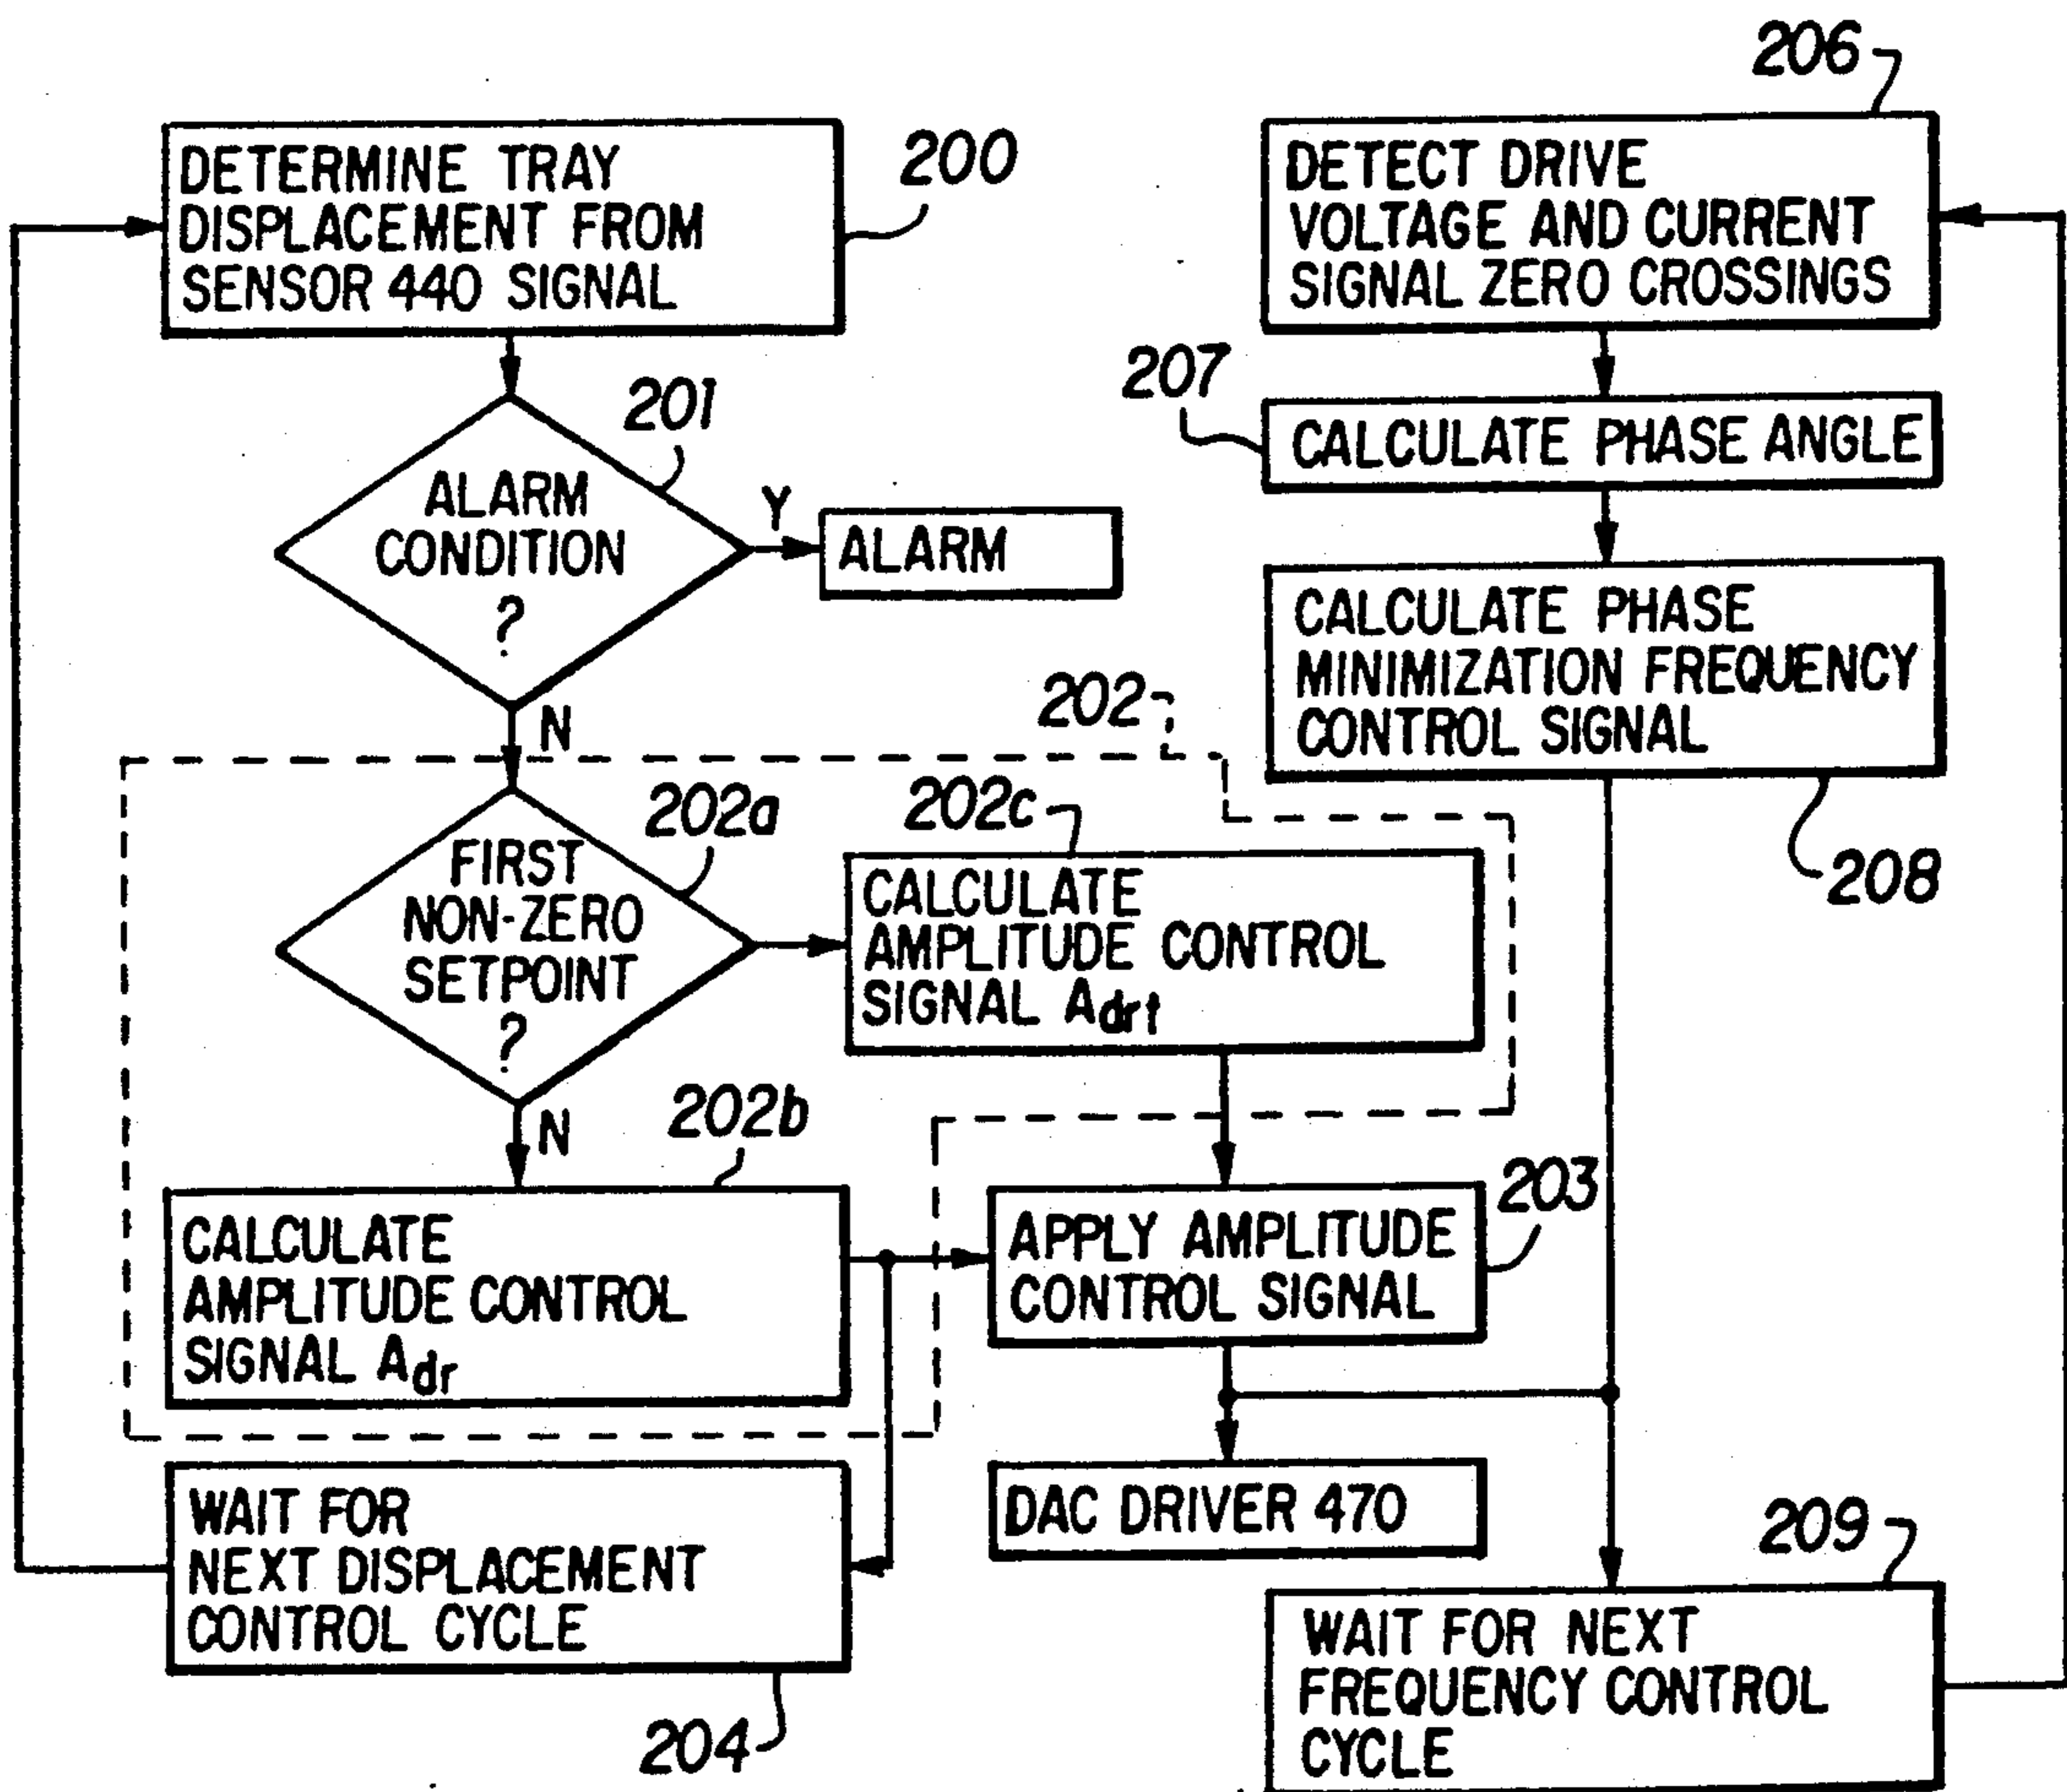 206
DETERMINE TRAY
DISPLACEMENT FROM
SENSOR 440 SIGNAL
200
DETECT DRIVE
VOLTAGE AND CURRENT
SIGNAL ZERO CROSSINGS
201
ALARM
CONDITION
?
Y
ALARM
N
207
CALCULATE PHASE ANGLE
CALCULATE PHASE
MINIMIZATION FREQUENCY
CONTROL SIGNAL
208
202
202a
FIRST
NON-ZERO
SETPOINT
?
N
202c
CALCULATE
AMPLITUDE CONTROL
SIGNAL Adrt
202b
CALCULATE
AMPLITUDE CONTROL
SIGNAL Adr
203
APPLY AMPLITUDE
CONTROL SIGNAL
WAIT FOR
NEXT DISPLACEMENT
CONTROL CYCLE
204
DAC DRIVER 470
209
WAIT FOR NEXT
FREQUENCY CONTROL
CYCLE